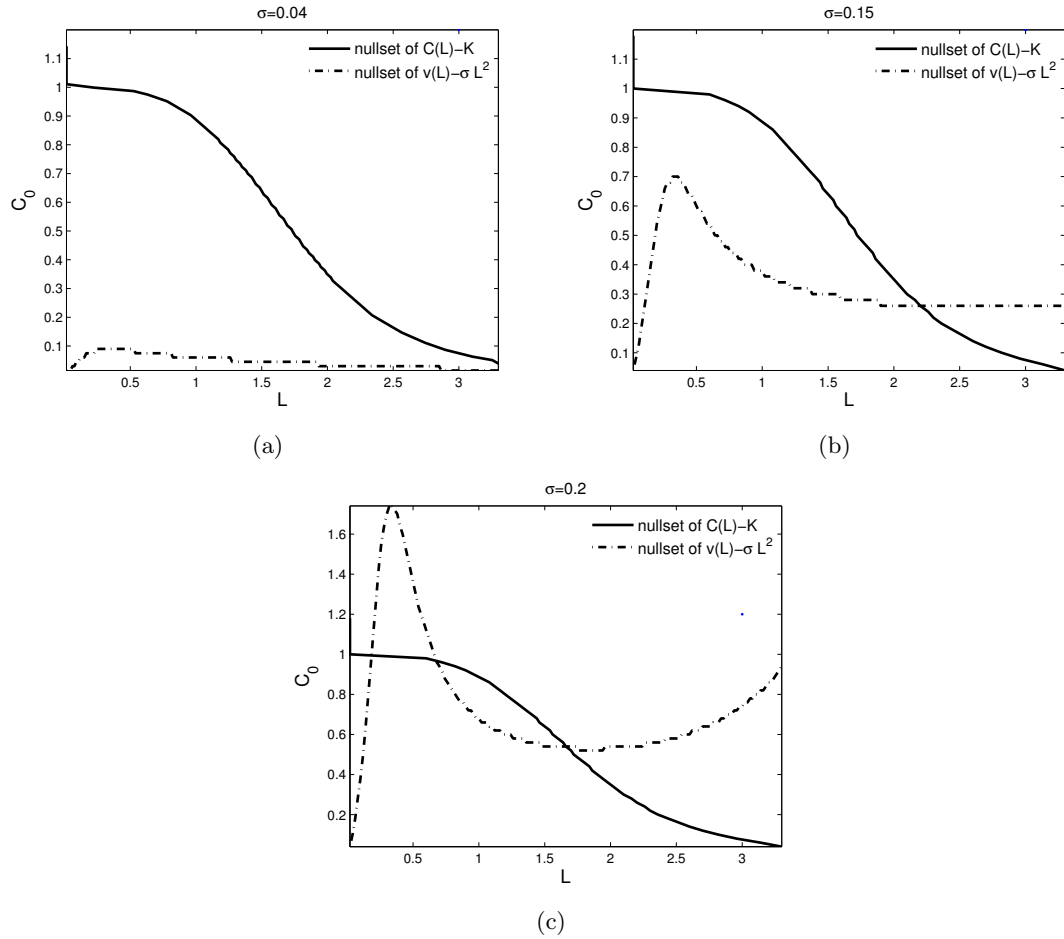 σ=0.04
nullset of C(L)−K
nullset of v(L)−σ L²
1.1
1
0.9
0.8
0.7
0.6
0.5
0.4
0.3
0.2
0.1
C₀
0.5 1 1.5 2 2.5 3
L
(a)
σ=0.15
nullset of C(L)−K
nullset of v(L)−σ L²
1.1
1
0.9
0.8
0.7
0.6
0.5
0.4
0.3
0.2
0.1
C₀
0.5 1 1.5 2 2.5 3
L
(b)
σ=0.2
nullset of C(L)−K
nullset of v(L)−σ L²
1.6
1.4
1.2
1
0.8
0.6
0.4
0.2
C₀
0.5 1 1.5 2 2.5 3
L
(c)